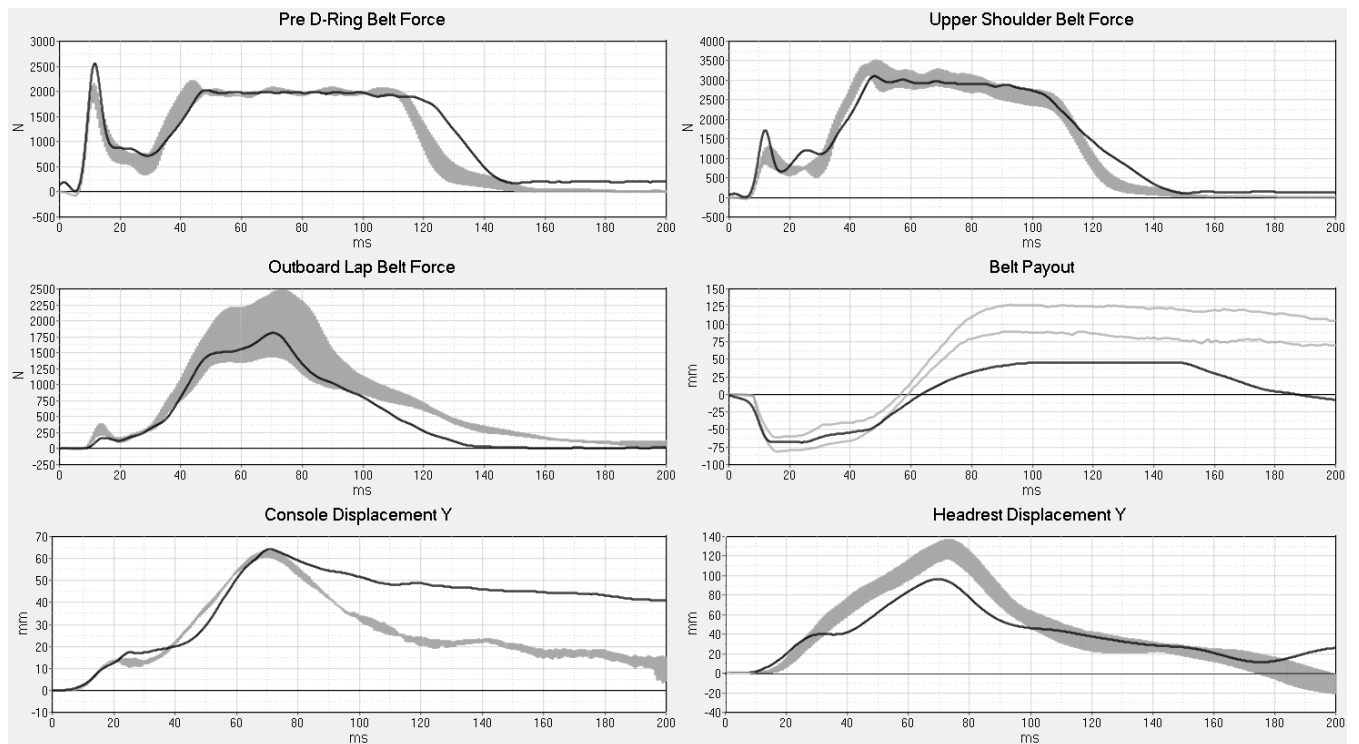 Pre D-Ring Belt Force
3000
2500
2000
1500
1000
500
0
-500
N
0 20 40 60 80 100 120 140 160 180 200
ms
Upper Shoulder Belt Force
4000
3500
3000
2500
2000
1500
1000
500
0
-500
N
0 20 40 60 80 100 120 140 160 180 200
ms
Outboard Lap Belt Force
2500
2250
2000
1750
1500
1250
1000
750
500
250
0
-250
N
0 20 40 60 80 100 120 140 160 180 200
ms
Belt Payout
150
125
100
75
50
25
0
-25
-50
-75
-100
mm
0 20 40 60 80 100 120 140 160 180 200
ms
Console Displacement Y
70
60
50
40
30
20
10
0
-10
mm
0 20 40 60 80 100 120 140 160 180 200
ms
Headrest Displacement Y
140
120
100
80
60
40
20
0
-20
-40
mm
0 20 40 60 80 100 120 140 160 180 200
ms